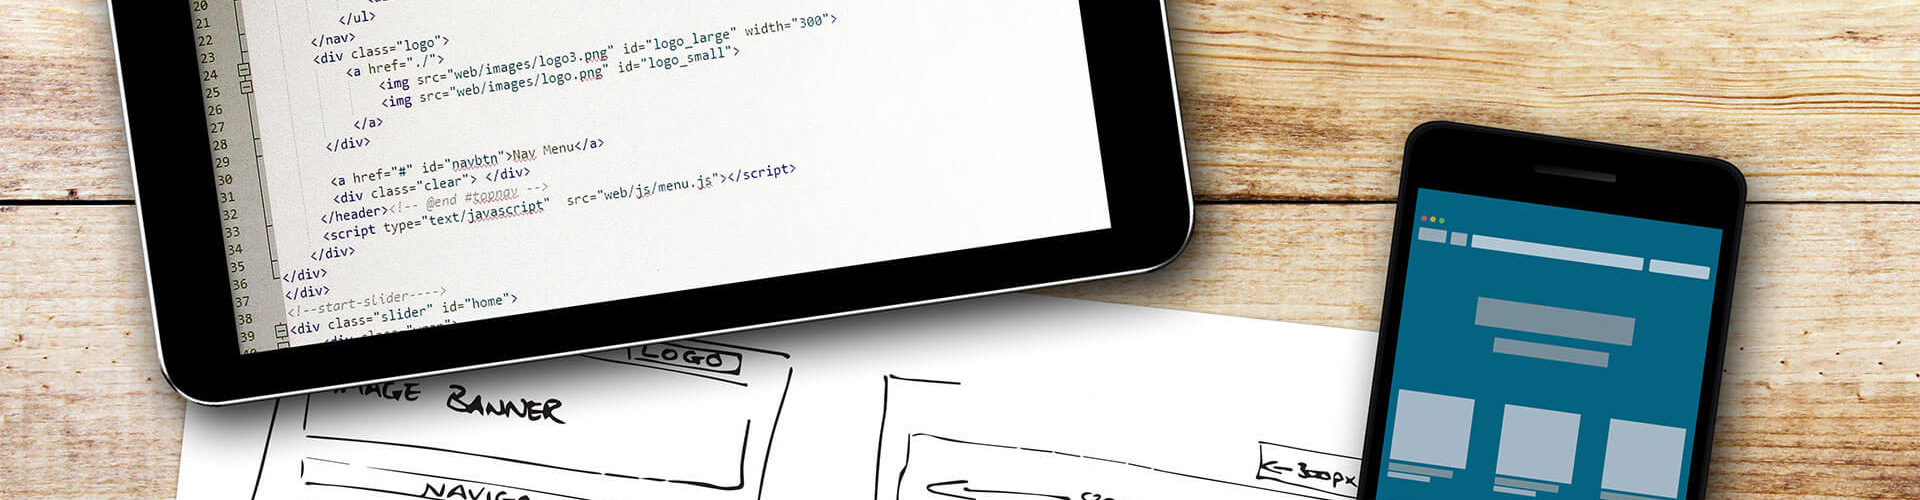 20
21 </ul>
22 </nav>
23 <div class="logo">
24 <a href="./">
25 <img src="web/images/logo3.png" id="logo_large" width="300">
26 <img src="web/images/logo.png" id="logo_small">
27 </a>
28 </div>
29
30 <a href="#" id="navbtn">Nav Menu</a>
31 <div class="clear"> </div>
32 </header><!-- @end #topnav -->
33 <script type="text/javascript" src="web/js/menu.js"></script>
34 </div>
35 </div>
36 </div>
37 <!--start-slider---->
38 <div class="slider" id="home">
39
LOGO
IMAGE BANNER
300px